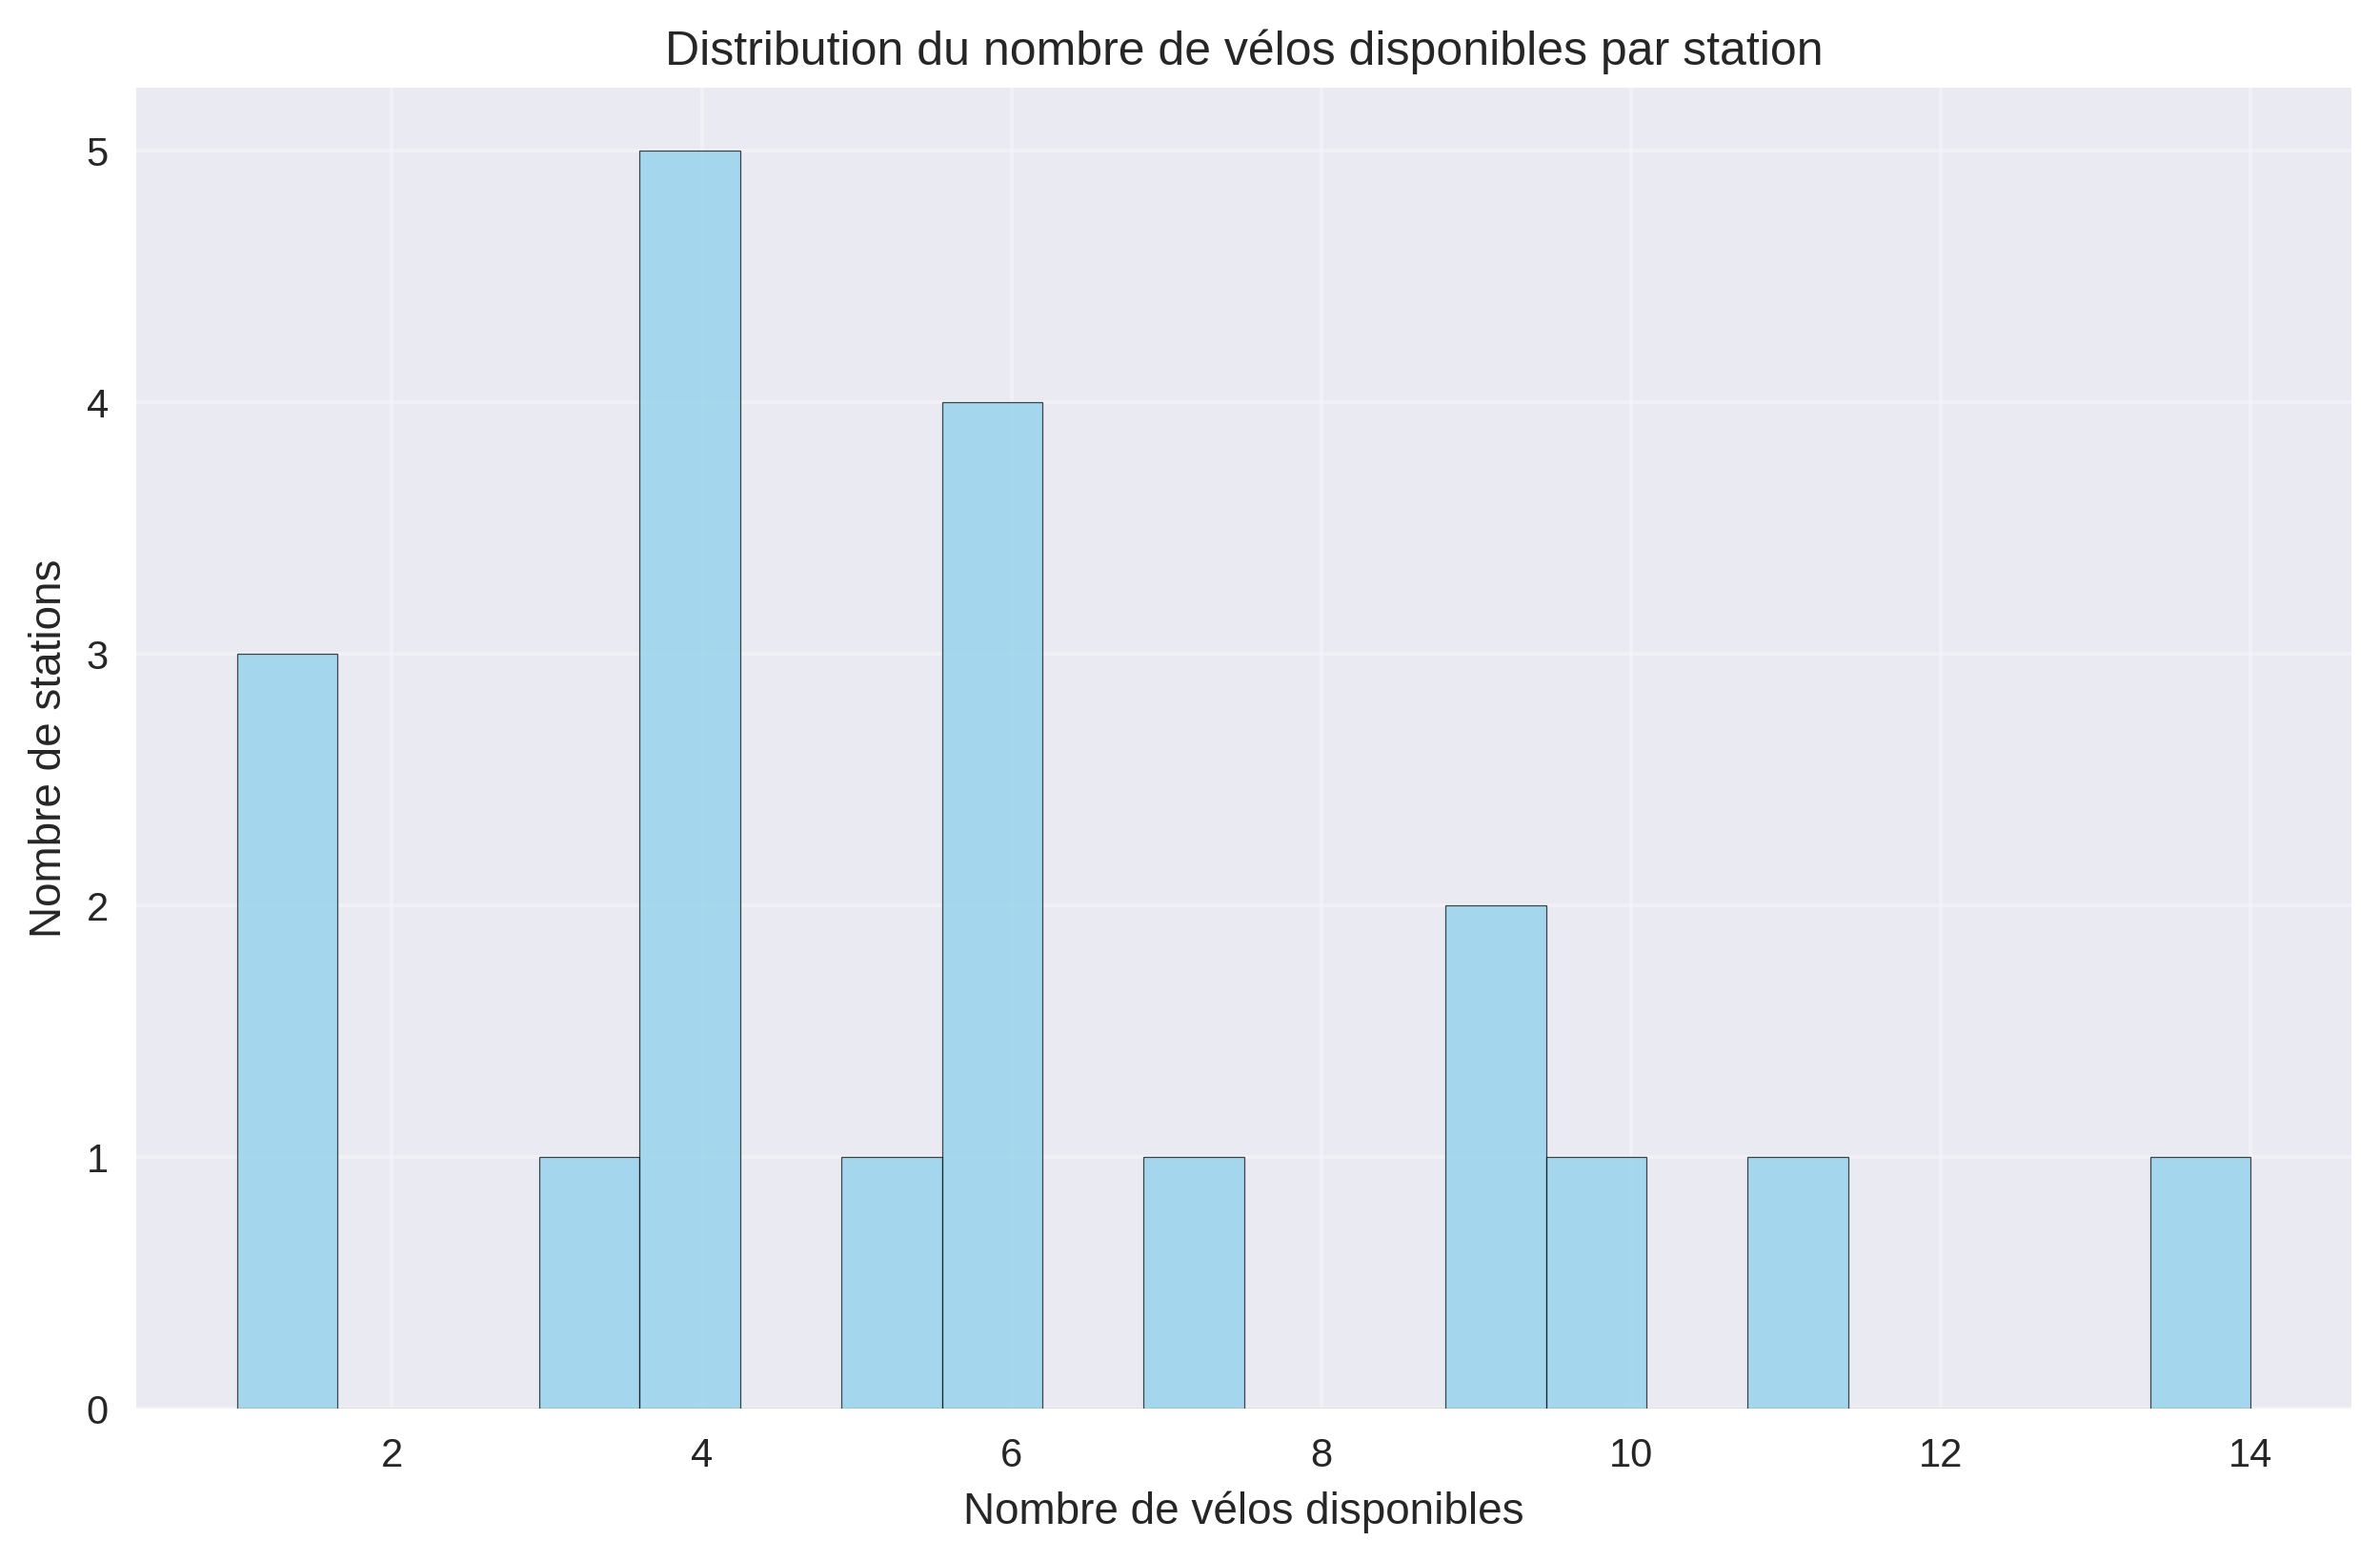 Distribution du nombre de vélos disponibles par station
Nombre de stations
5
4
3
2
1
0
2 4 6 8 10 12 14
Nombre de vélos disponibles